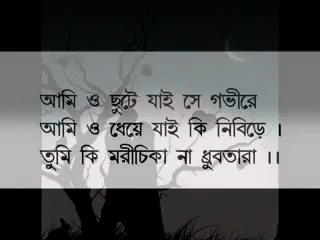 আমি ও ছুটে যাই সে গভীরে
আমি ও ধেয়ে যাই কি নিবিড়ে ।
তুমি কি মরীচিকা না ধ্রুবতারা ।।